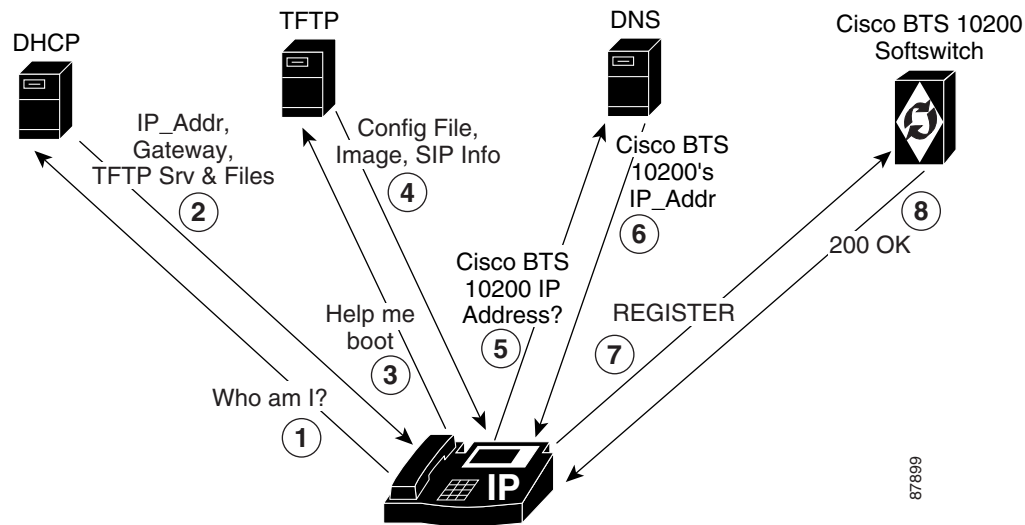 DHCP
TFTP
DNS
Cisco BTS 10200
Softswitch
IP_Addr,
Gateway,
TFTP Srv & Files
2
Config File,
Image, SIP Info
4
Cisco BTS
10200's
IP_Addr
6
8
200 OK
Cisco BTS
10200 IP
Address?
5
REGISTER
7
Help me
boot
3
Who am I?
1
IP
87899